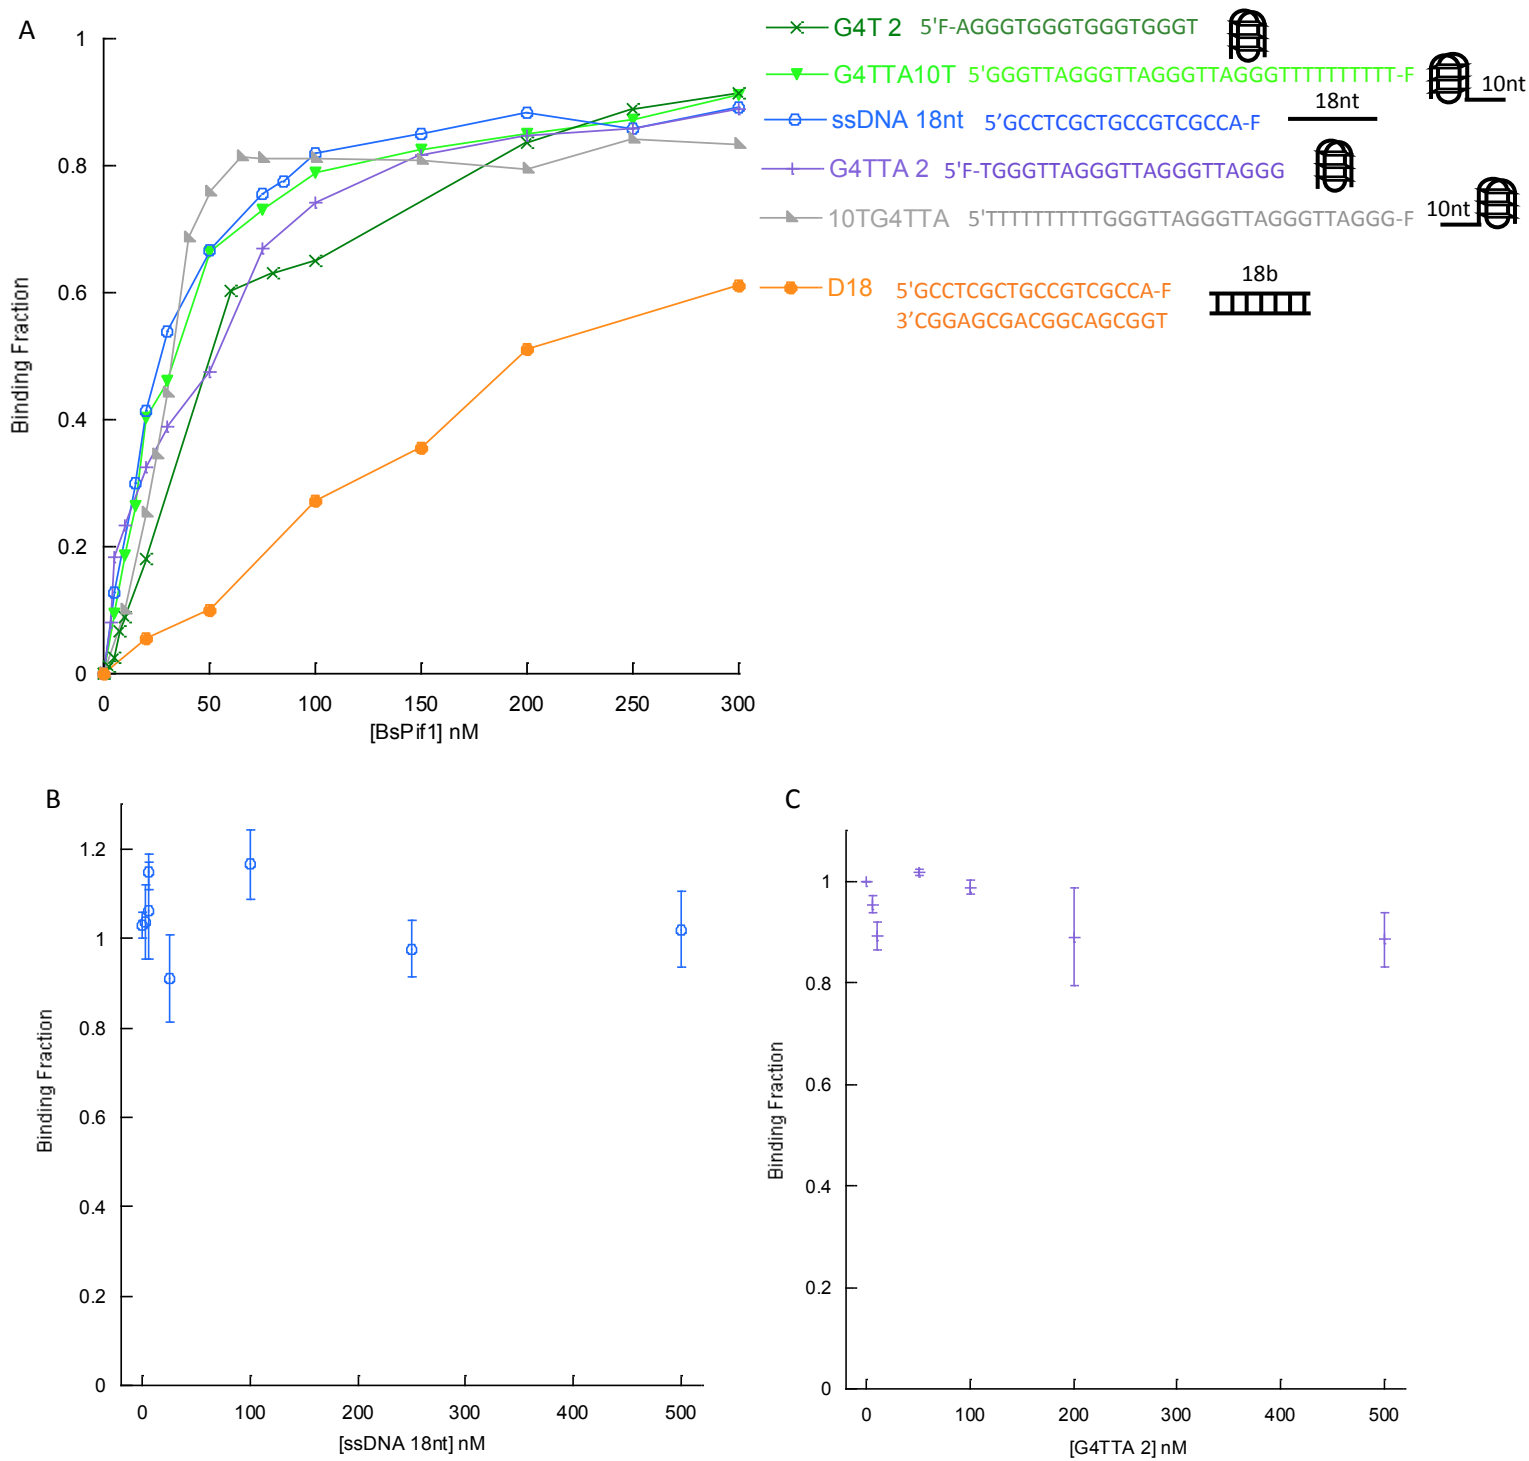 A
G4T 2 5'F-AGGGTGGGTGGGTGGGT
G4TTA10T 5'GGGTTAGGGTTAGGGTTAGGGTTTTTTTTTT-F 10nt
18nt
ssDNA 18nt 5’GCCTCGCTGCCGTCGCCA-F
G4TTA 2 5'F-TGGGTTAGGGTTAGGGTTAGGG
10TG4TTA 5'TTTTTTTTTTGGGTTAGGGTTAGGGTTAGGG-F 10nt
18b
D18 5'GCCTCGCTGCCGTCGCCA-F
3’CGGAGCGACGGCAGCGGT
Binding Fraction
1
0.8
0.6
0.4
0.2
0
0 50 100 150 200 250 300
[BsPif1] nM
B
Binding Fraction
1.2
1
0.8
0.6
0.4
0.2
0
0 100 200 300 400 500
[ssDNA 18nt] nM
C
Binding Fraction
1
0.8
0.6
0.4
0.2
0
0 100 200 300 400 500
[G4TTA 2] nM